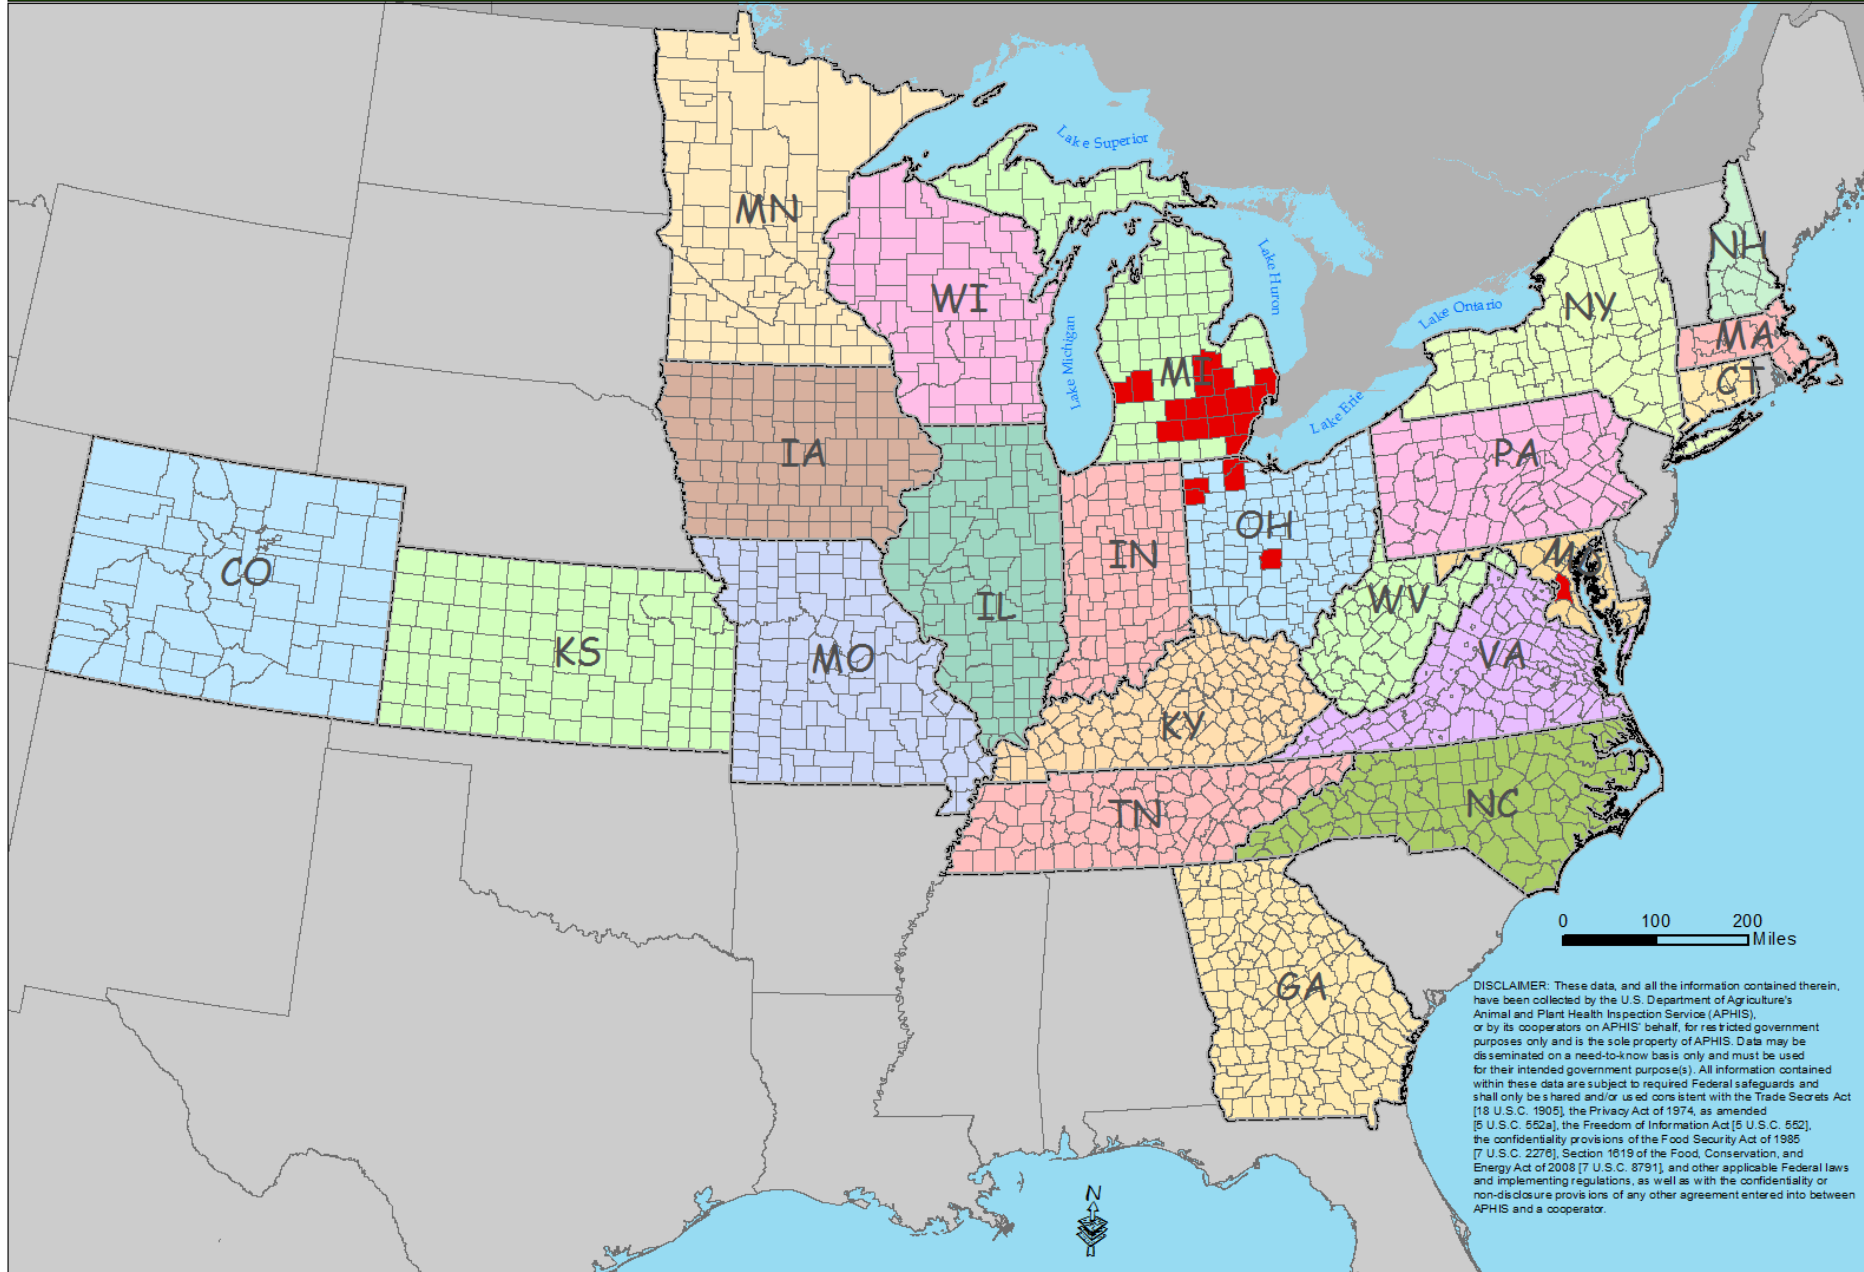 Lake Superior
MN
NH
WI
Lake Huron
Lake Ontario
NY
MA
Lake Michigan
MI
CT
Lake Erie
IA
PA
OH
IN
MD
CO
WV
IL
KS
MO
VA
KY
TN
NC
0 100 200
Miles
GA
DISCLAIMER: These data, and all the information contained therein,
have been collected by the U.S. Department of Agriculture's
Animal and Plant Health Inspection Service (APHIS),
or by its cooperators on APHIS' behalf, for restricted government
purposes only and is the sole property of APHIS. Data may be
disseminated on a need-to-know basis only and must be used
for their intended government purpose(s). All information contained
within these data are subject to required Federal safeguards and
shall only be shared and/or used consistent with the Trade Secrets Act
[18 U.S.C. 1905], the Privacy Act of 1974, as amended
[5 U.S.C. 552a], the Freedom of Information Act [5 U.S.C. 552],
the confidentiality provisions of the Food Security Act of 1985
[7 U.S.C. 2276], Section 1619 of the Food, Conservation, and
Energy Act of 2008 [7 U.S.C. 8791], and other applicable Federal laws
and implementing regulations, as well as with the confidentiality or
non-disclosure provisions of any other agreement entered into between
APHIS and a cooperator.
N